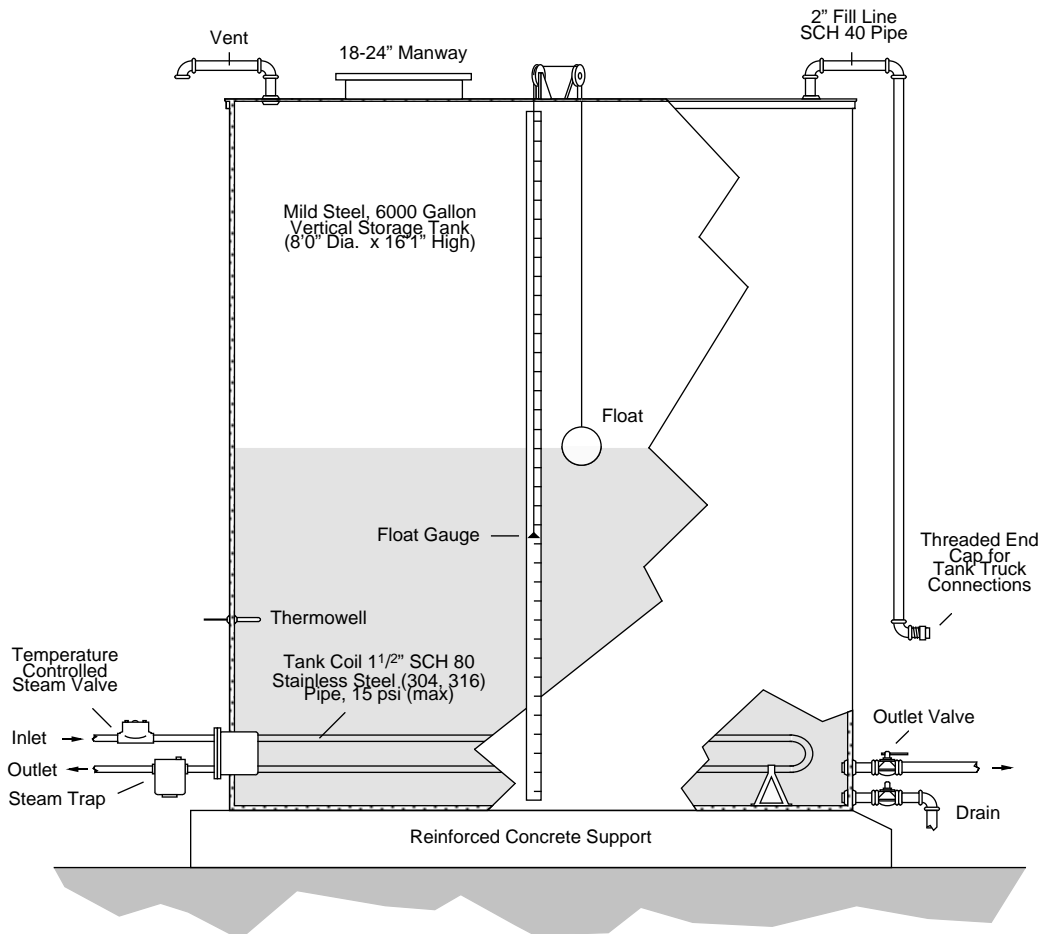 2” Fill Line
SCH 40 Pipe
Vent
18-24” Manway
Mild Steel, 6000 Gallon
Vertical Storage Tank
(8’0” Dia. x 16’1” High)
Float
Float Gauge
Threaded End
Cap for
Tank Truck
Connections
Thermowell
Temperature
Controlled
Steam Valve
Tank Coil 1 1/2” SCH 80
Stainless Steel (304, 316)
Pipe, 15 psi (max)
Outlet Valve
Inlet
Outlet
Steam Trap
Drain
Reinforced Concrete Support